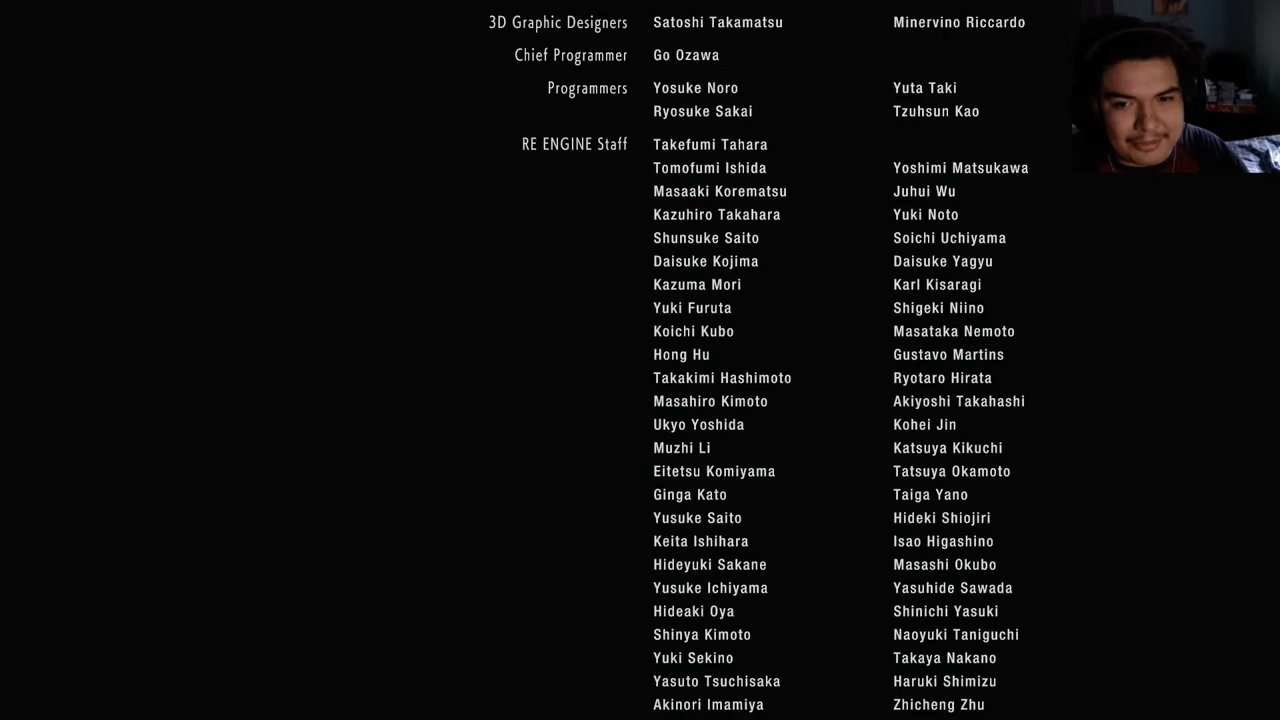 3D Graphic Designers Satoshi Takamatsu Minervino Riccardo
Chief Programmer Go Ozawa
Programmers Yosuke Noro Yuta Taki
Ryosuke Sakai Tzuhsun Kao
RE ENGINE Staff Takefumi Tahara
Tomofumi Ishida Yoshimi Matsukawa
Masaaki Korematsu Juhui Wu
Kazuhiro Takahara Yuki Noto
Shunsuke Saito Soichi Uchiyama
Daisuke Kojima Daisuke Yagyu
Kazuma Mori Karl Kisaragi
Yuki Furuta Shigeki Niino
Koichi Kubo Masataka Nemoto
Hong Hu Gustavo Martins
Takakimi Hashimoto Ryotaro Hirata
Masahiro Kimoto Akiyoshi Takahashi
Ukyo Yoshida Kohei Jin
Muzhi Li Katsuya Kikuchi
Eitetsu Komiyama Tatsuya Okamoto
Ginga Kato Taiga Yano
Yusuke Saito Hideki Shiojiri
Keita Ishihara Isao Higashino
Hideyuki Sakane Masashi Okubo
Yusuke Ichiyama Yasuhide Sawada
Hideaki Oya Shinichi Yasuki
Shinya Kimoto Naoyuki Taniguchi
Yuki Sekino Takaya Nakano
Yasuto Tsuchisaka Haruki Shimizu
Akinori Imamiya Zhicheng Zhu